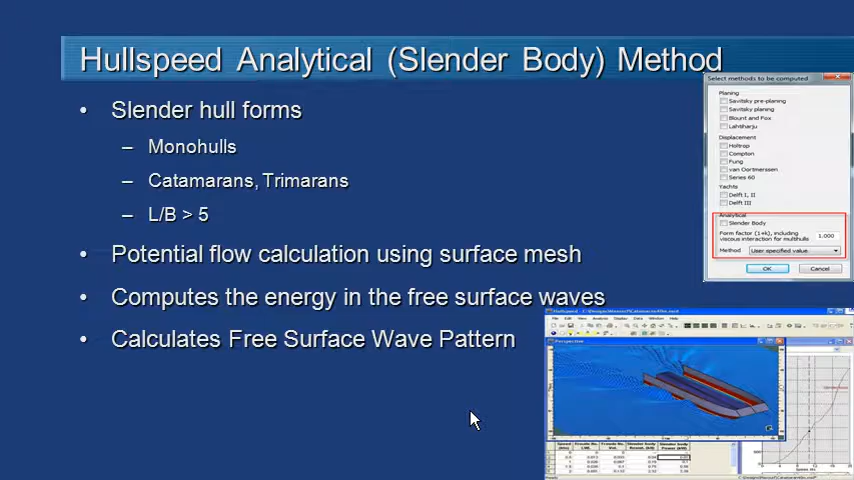 Hullspeed Analytical (Slender Body) Method
• Slender hull forms
– Monohulls
– Catamarans, Trimarans
– L/B > 5
• Potential flow calculation using surface mesh
• Computes the energy in the free surface waves
• Calculates Free Surface Wave Pattern
Select methods to be computed
Planing
Savitsky pre-planing
Savitsky planing
Blount and Fox
Lahtiharju
Displacement
Holtrop
Compton
Fung
van Oortmerssen
Series 60
Yachts
Delft I, II
Delft III
Analytical
Slender Body
Form factor (1+k), including
viscous interaction for multihulls
1.000
Method
User specified value
OK
Cancel
Perspective